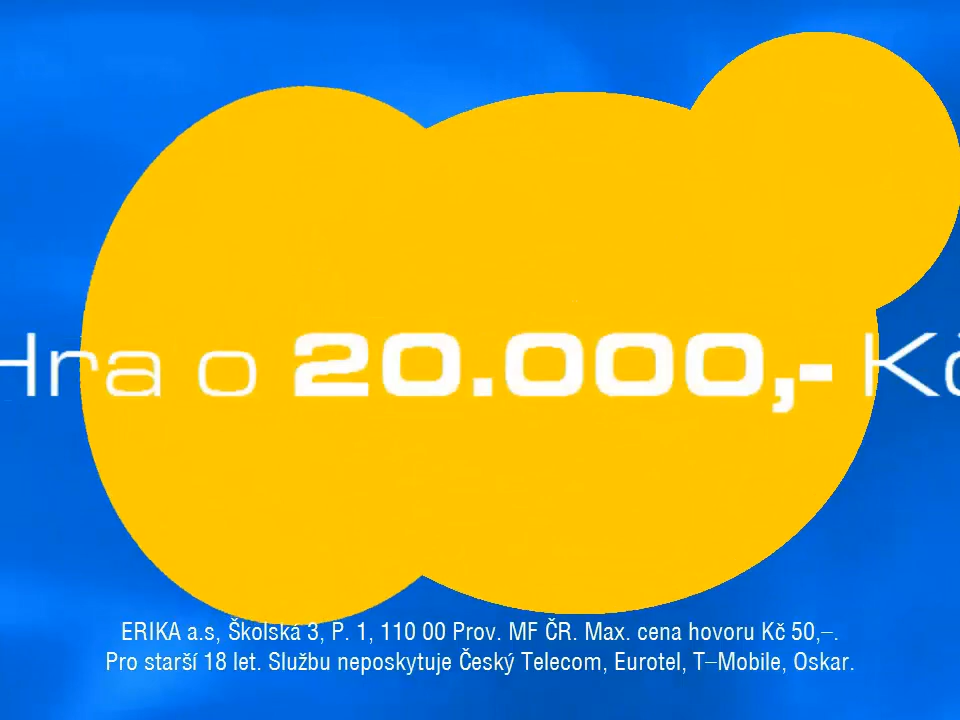 Hra o 20.000,- Kč
ERIKA a.s, Školská 3, P. 1, 110 00 Prov. MF ČR. Max. cena hovoru Kč 50,–.
Pro starší 18 let. Službu neposkytuje Český Telecom, Eurotel, T–Mobile, Oskar.